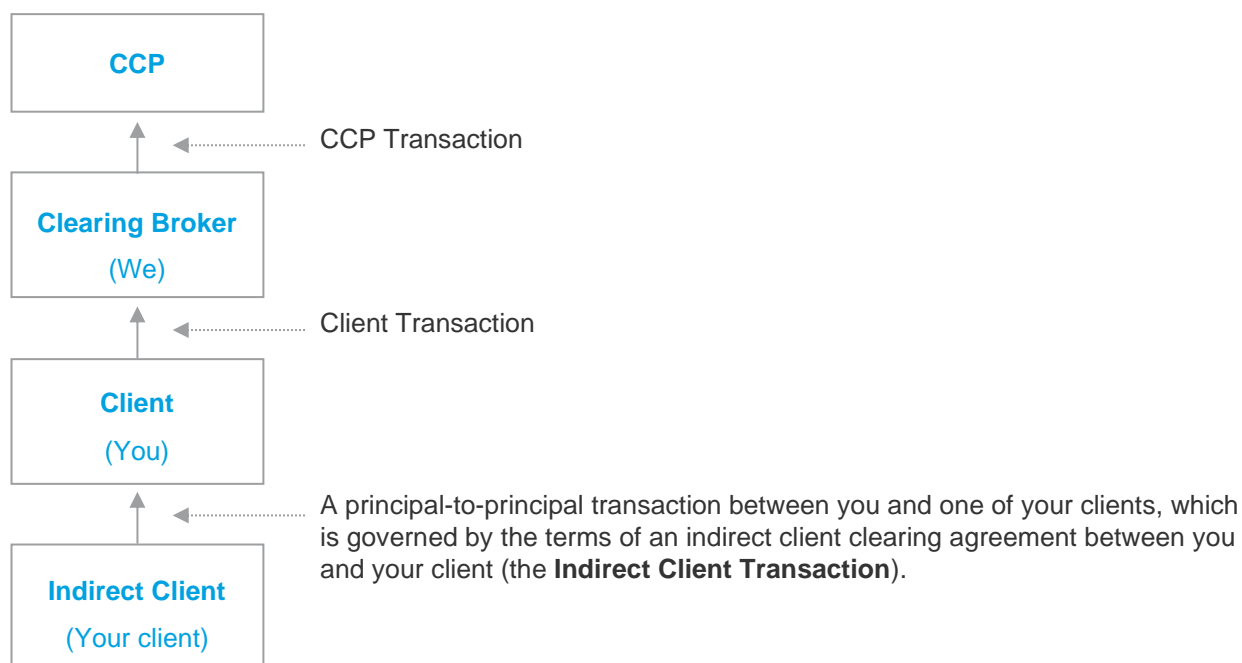 CCP
CCP Transaction
Clearing Broker
(We)
Client Transaction
Client
(You)
A principal-to-principal transaction between you and one of your clients, which
is governed by the terms of an indirect client clearing agreement between you
and your client (the Indirect Client Transaction).
Indirect Client
(Your client)